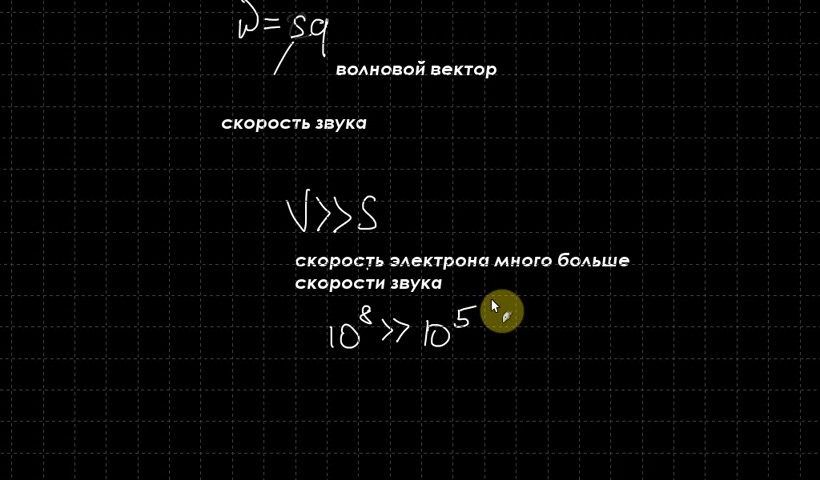 ω = sq
волновой вектор
скорость звука
V>>S
скорость электрона много больше
скорости звука
10⁸ >> 10⁵